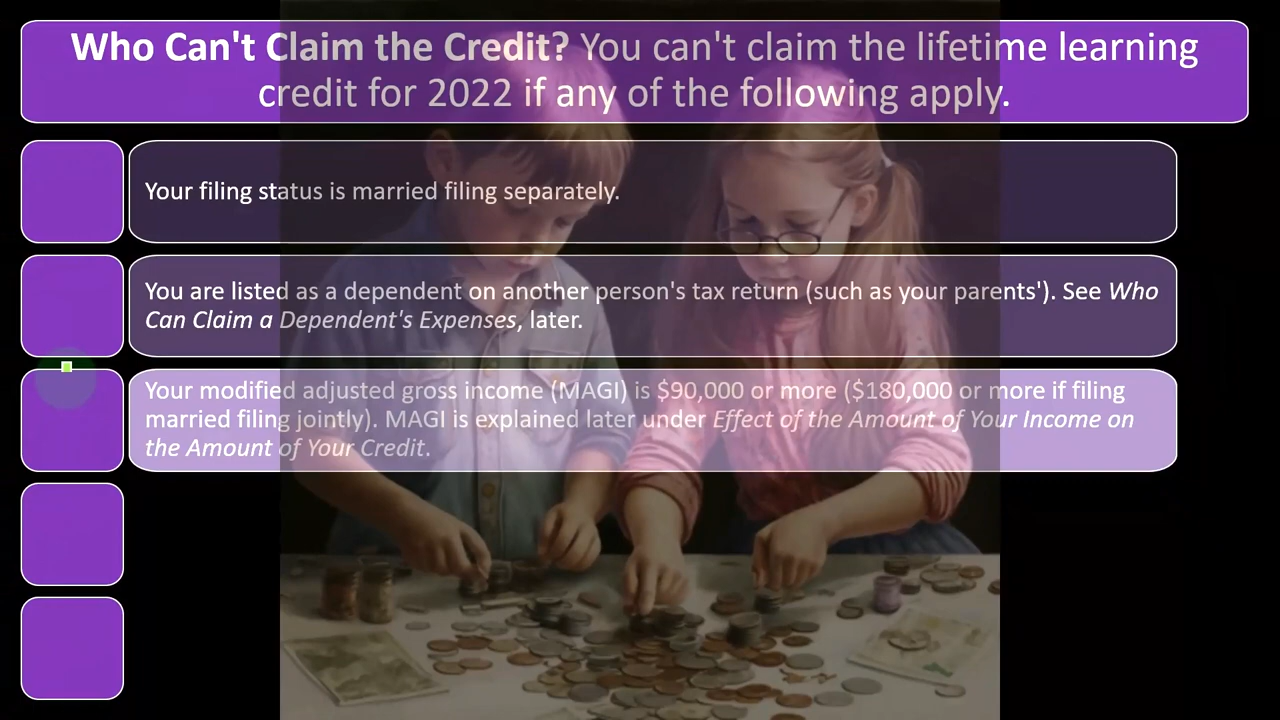 Who Can't Claim the Credit? You can't claim the lifetime learning
credit for 2022 if any of the following apply.
Your filing status is married filing separately.
You are listed as a dependent on another person's tax return (such as your parents'). See Who
Can Claim a Dependent's Expenses, later.
Your modified adjusted gross income (MAGI) is $90,000 or more ($180,000 or more if filing
married filing jointly). MAGI is explained later under Effect of the Amount of Your Income on
the Amount of Your Credit.